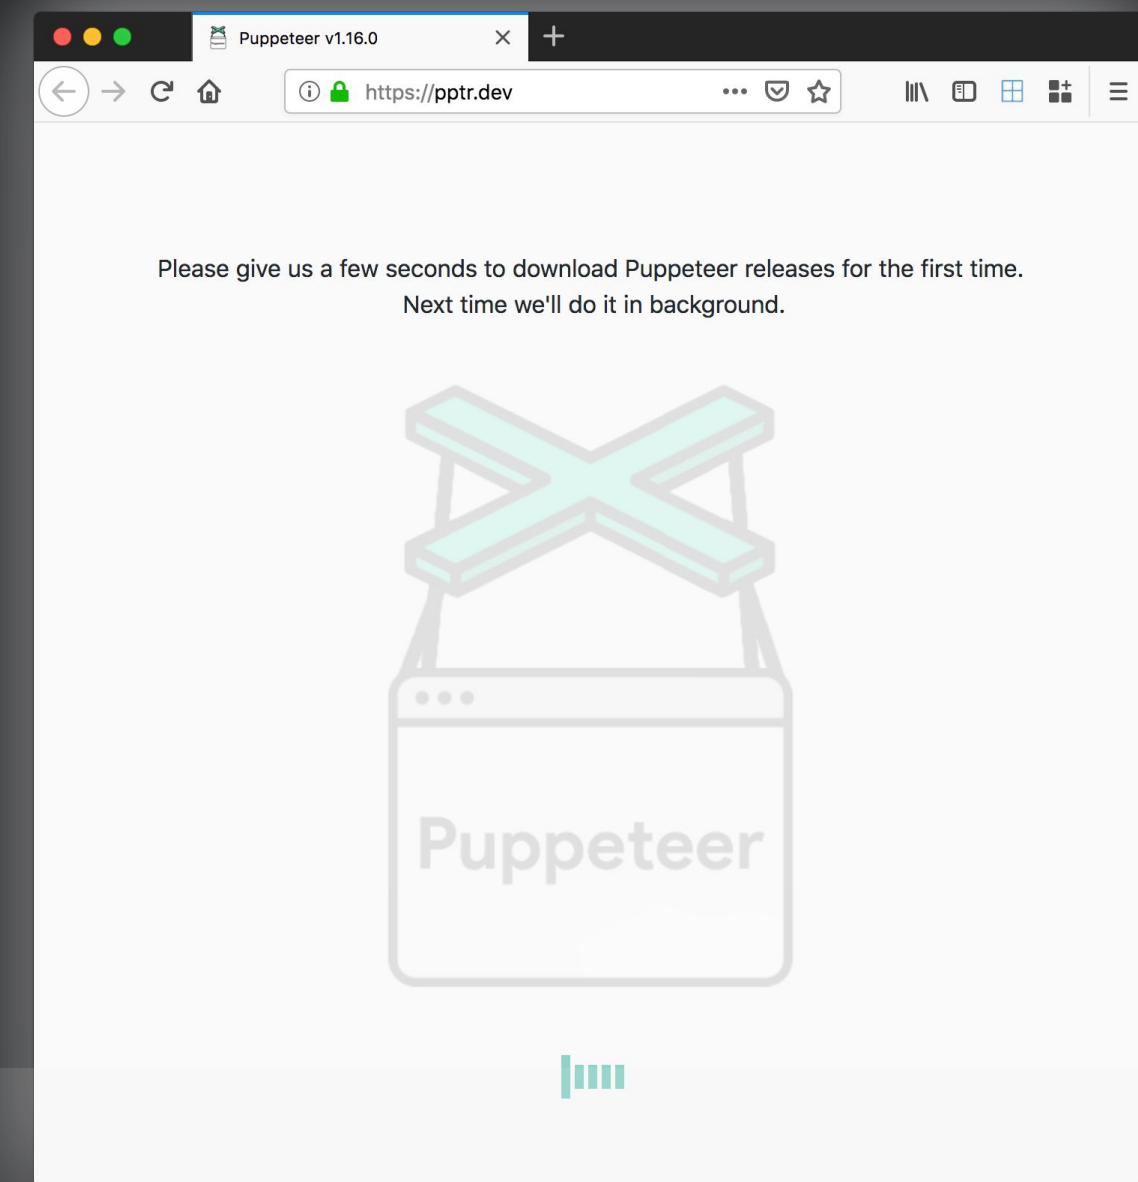 Puppeteer v1.16.0
https://pptr.dev
Please give us a few seconds to download Puppeteer releases for the first time.
Next time we'll do it in background.
Puppeteer